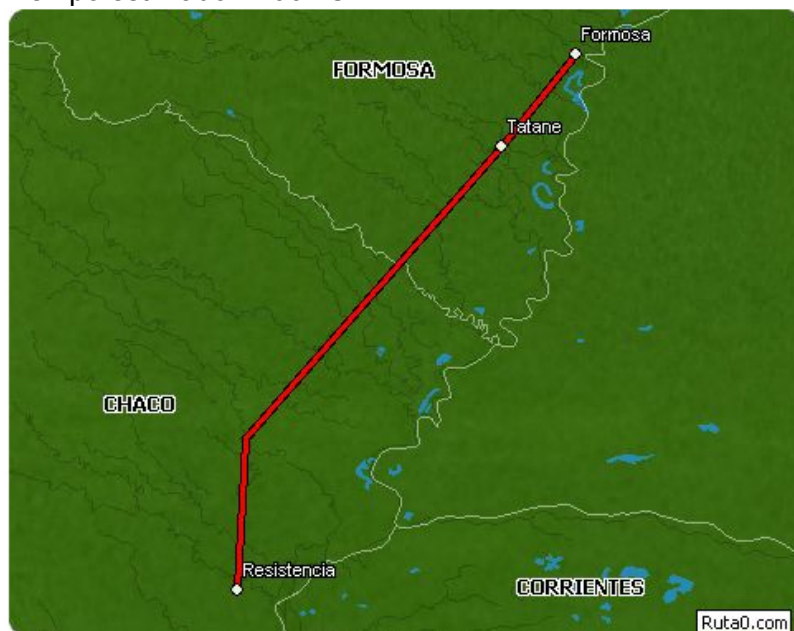 Formosa
FORMOSA
Tatane
CHACO
Resistencia
CORRIENTES
Ruta0.com